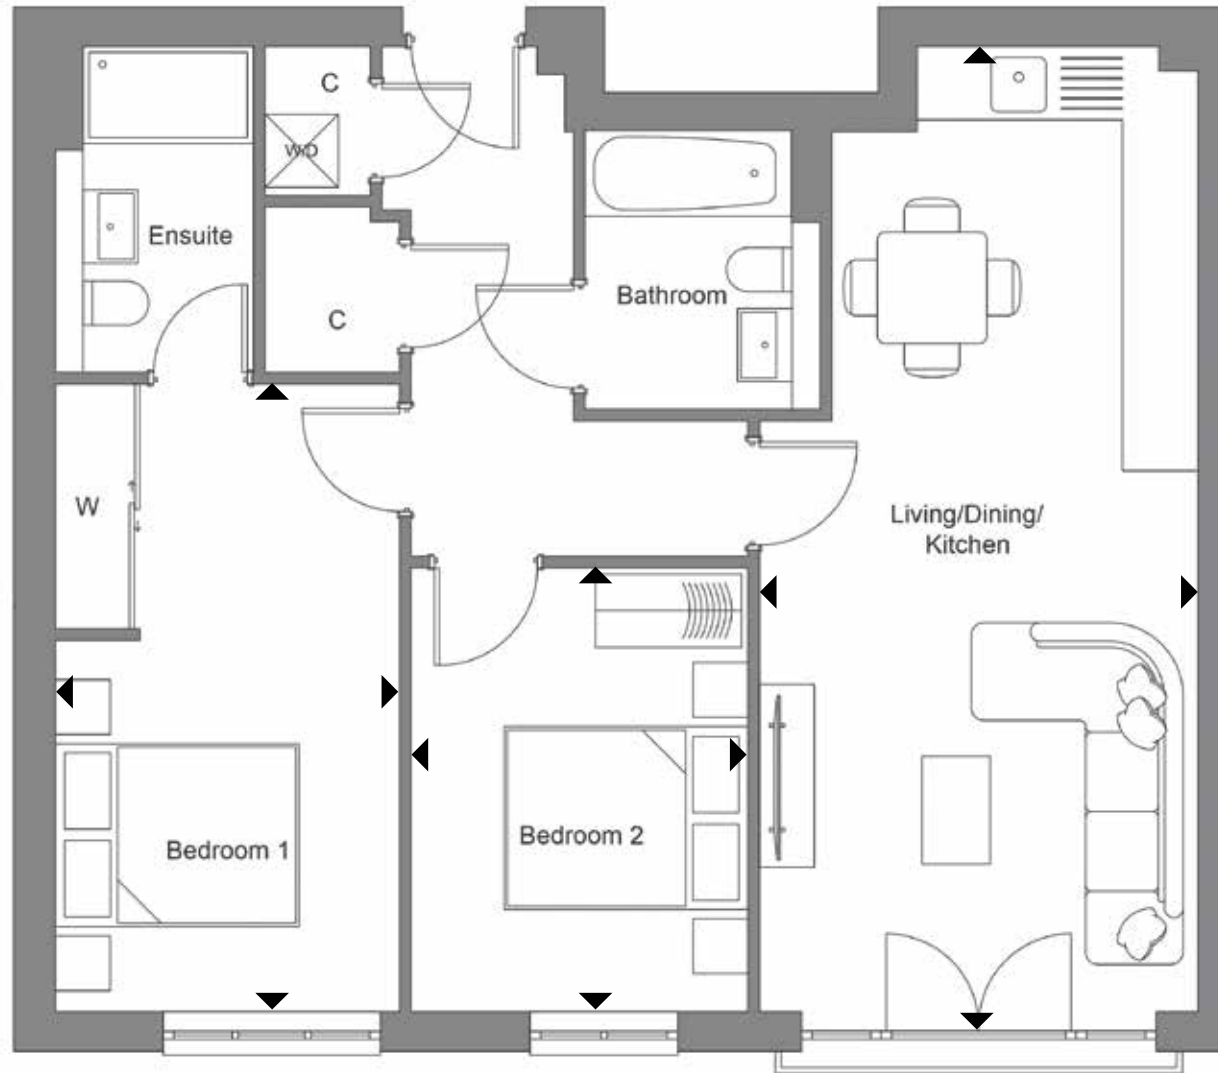 C
W/D
Ensuite
Bathroom
C
W
Living/Dining/
Kitchen
Bedroom 1
Bedroom 2